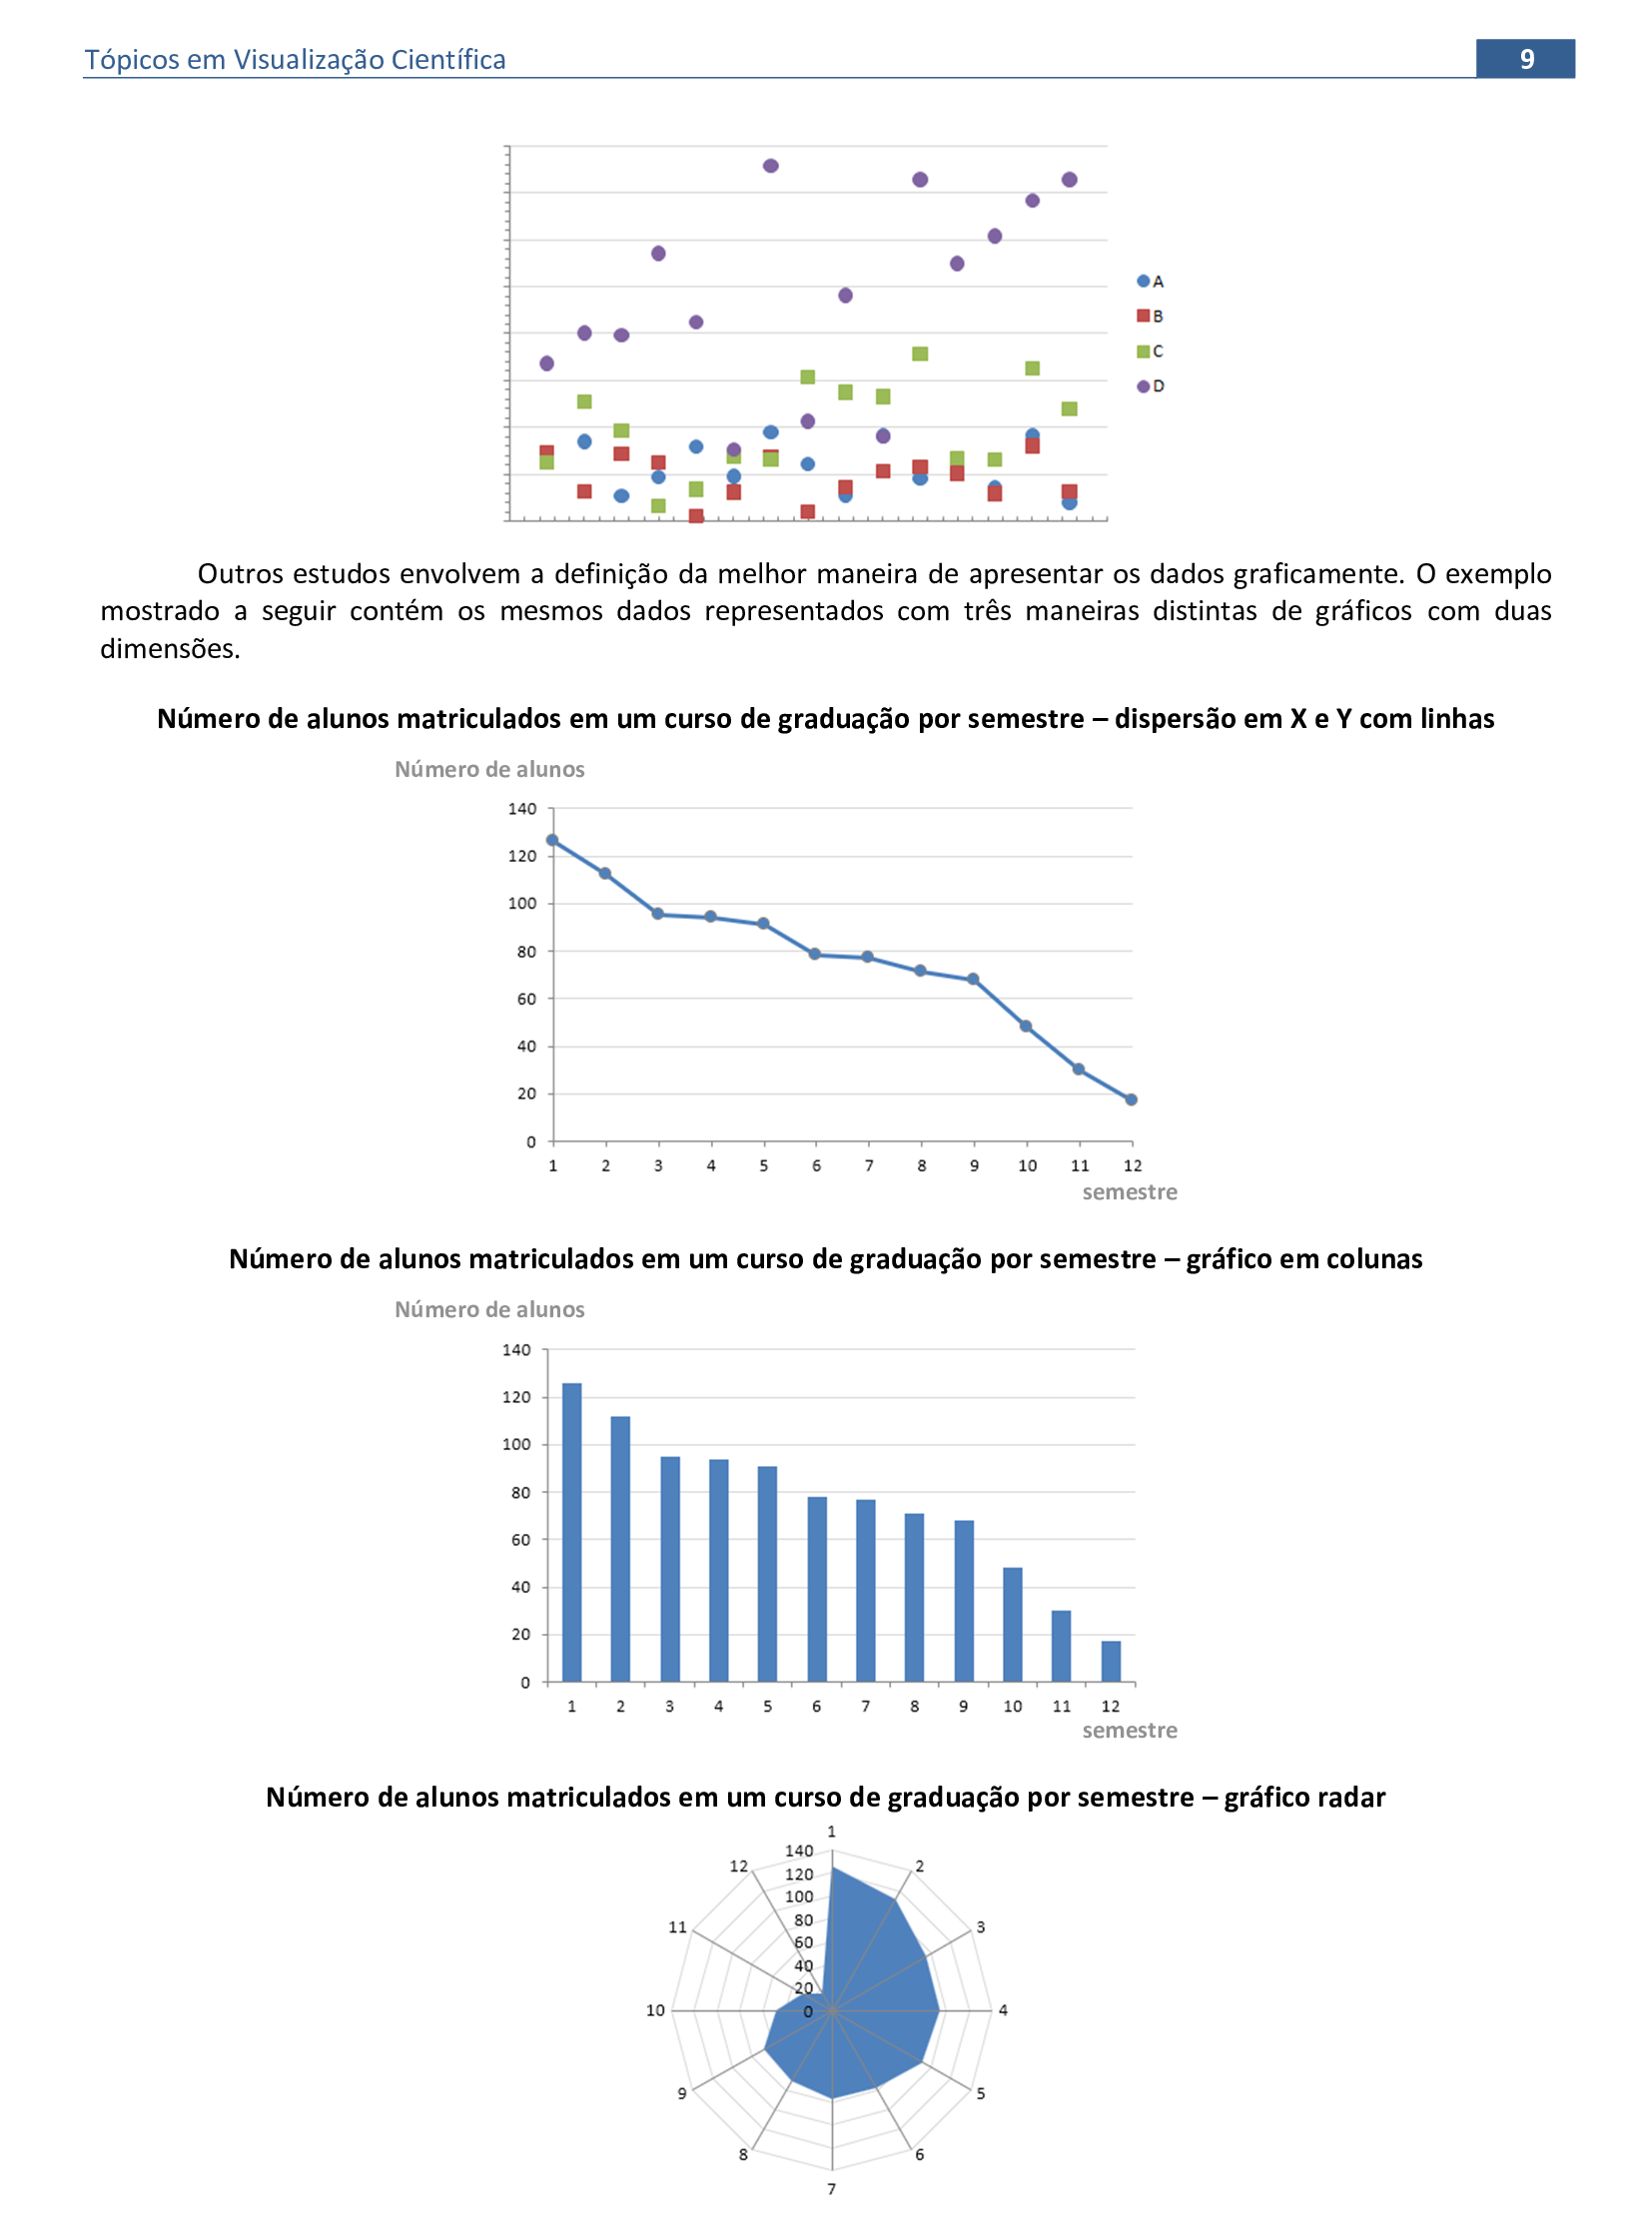 Tópicos em Visualização Científica 9
A
B
C
D
Outros estudos envolvem a definição da melhor maneira de apresentar os dados graficamente. O exemplo
mostrado a seguir contém os mesmos dados representados com três maneiras distintas de gráficos com duas
dimensões.
Número de alunos matriculados em um curso de graduação por semestre – dispersão em X e Y com linhas
Número de alunos
140
120
100
80
60
40
20
0
1 2 3 4 5 6 7 8 9 10 11 12
semestre
Número de alunos matriculados em um curso de graduação por semestre – gráfico em colunas
Número de alunos
140
120
100
80
60
40
20
0
1 2 3 4 5 6 7 8 9 10 11 12
semestre
Número de alunos matriculados em um curso de graduação por semestre – gráfico radar
1
140
12 2
120
100
80
11 3
60
40
20
10 0 4
9 5
8 6
7